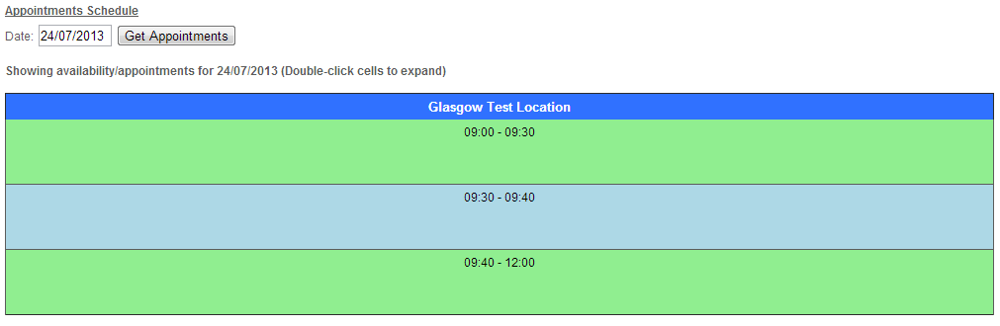 Appointments Schedule
Date: 24/07/2013 Get Appointments
Showing availability/appointments for 24/07/2013 (Double-click cells to expand)
Glasgow Test Location
09:00 - 09:30
09:30 - 09:40
09:40 - 12:00